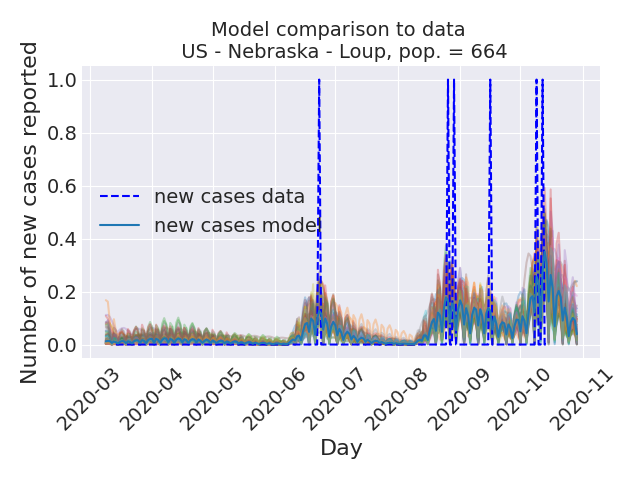 Model comparison to data
US - Nebraska - Loup, pop. = 664
Number of new cases reported
1.0
0.8
0.6
0.4
0.2
0.0
new cases data
new cases model
2020-03
2020-04
2020-05
2020-06
2020-07
2020-08
2020-09
2020-10
2020-11
Day